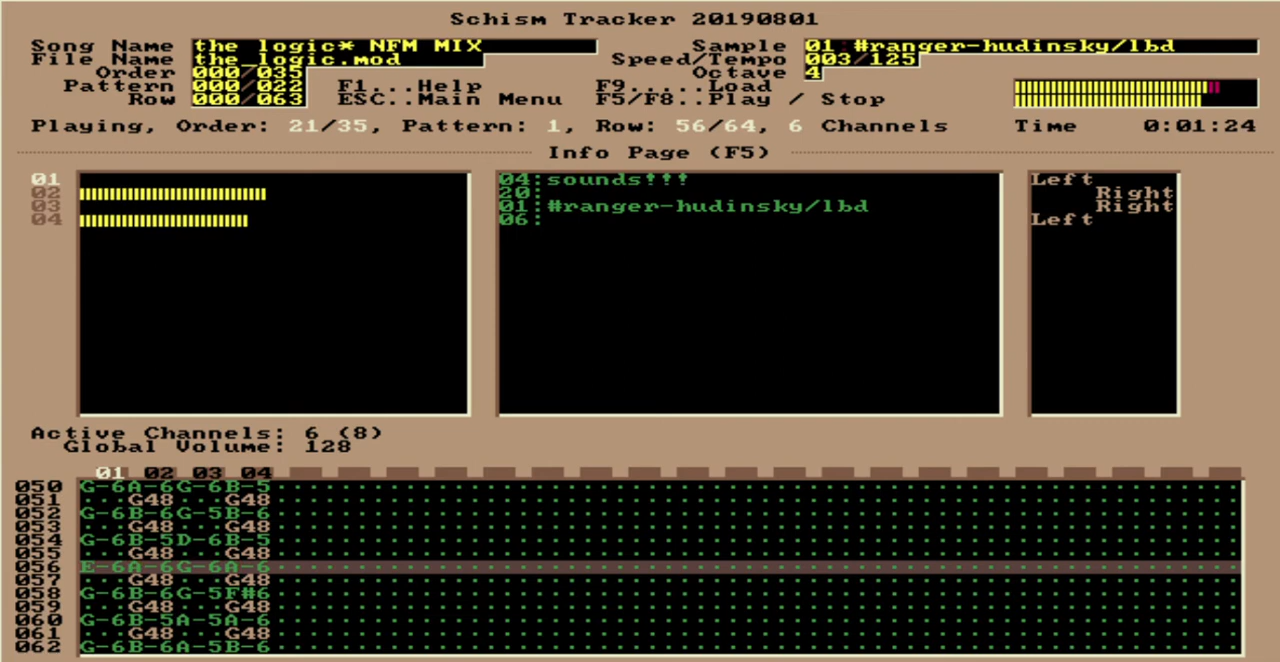 Schism Tracker 20190801
Song Name the logic* NFM MIX Sample 01:#ranger-hudinsky/lbd
File Name the_logic.mod Speed/Tempo 003/125
Order 000/035 Octave 4
Pattern 000/022 F1...Help F9.....Load
Row 000/063 ESC..Main Menu F5/F8..Play / Stop
Playing, Order: 21/35, Pattern: 1, Row: 56/64, 6 Channels Time 0:01:24
Info Page (F5)
01 04:sounds!!! Left
02 20: Right
03 01:#ranger-hudinsky/lbd Right
04 06: Left
Active Channels: 6 (8)
Global Volume: 128
01 02 03 04
050 G-6A-6G-6B-5
051 ...G48...G48
052 G-6B-6G-5B-6
053 ...G48...G48
054 G-6B-5D-6B-5
055 ...G48...G48
056 E-6A-6G-6A-6
057 ...G48...G48
058 G-6B-6G-5F#6
059 ...G48...G48
060 G-6B-5A-5A-6
061 ...G48...G48
062 G-6B-6A-5B-6